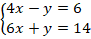 {4x − y = 6
6x + y = 14